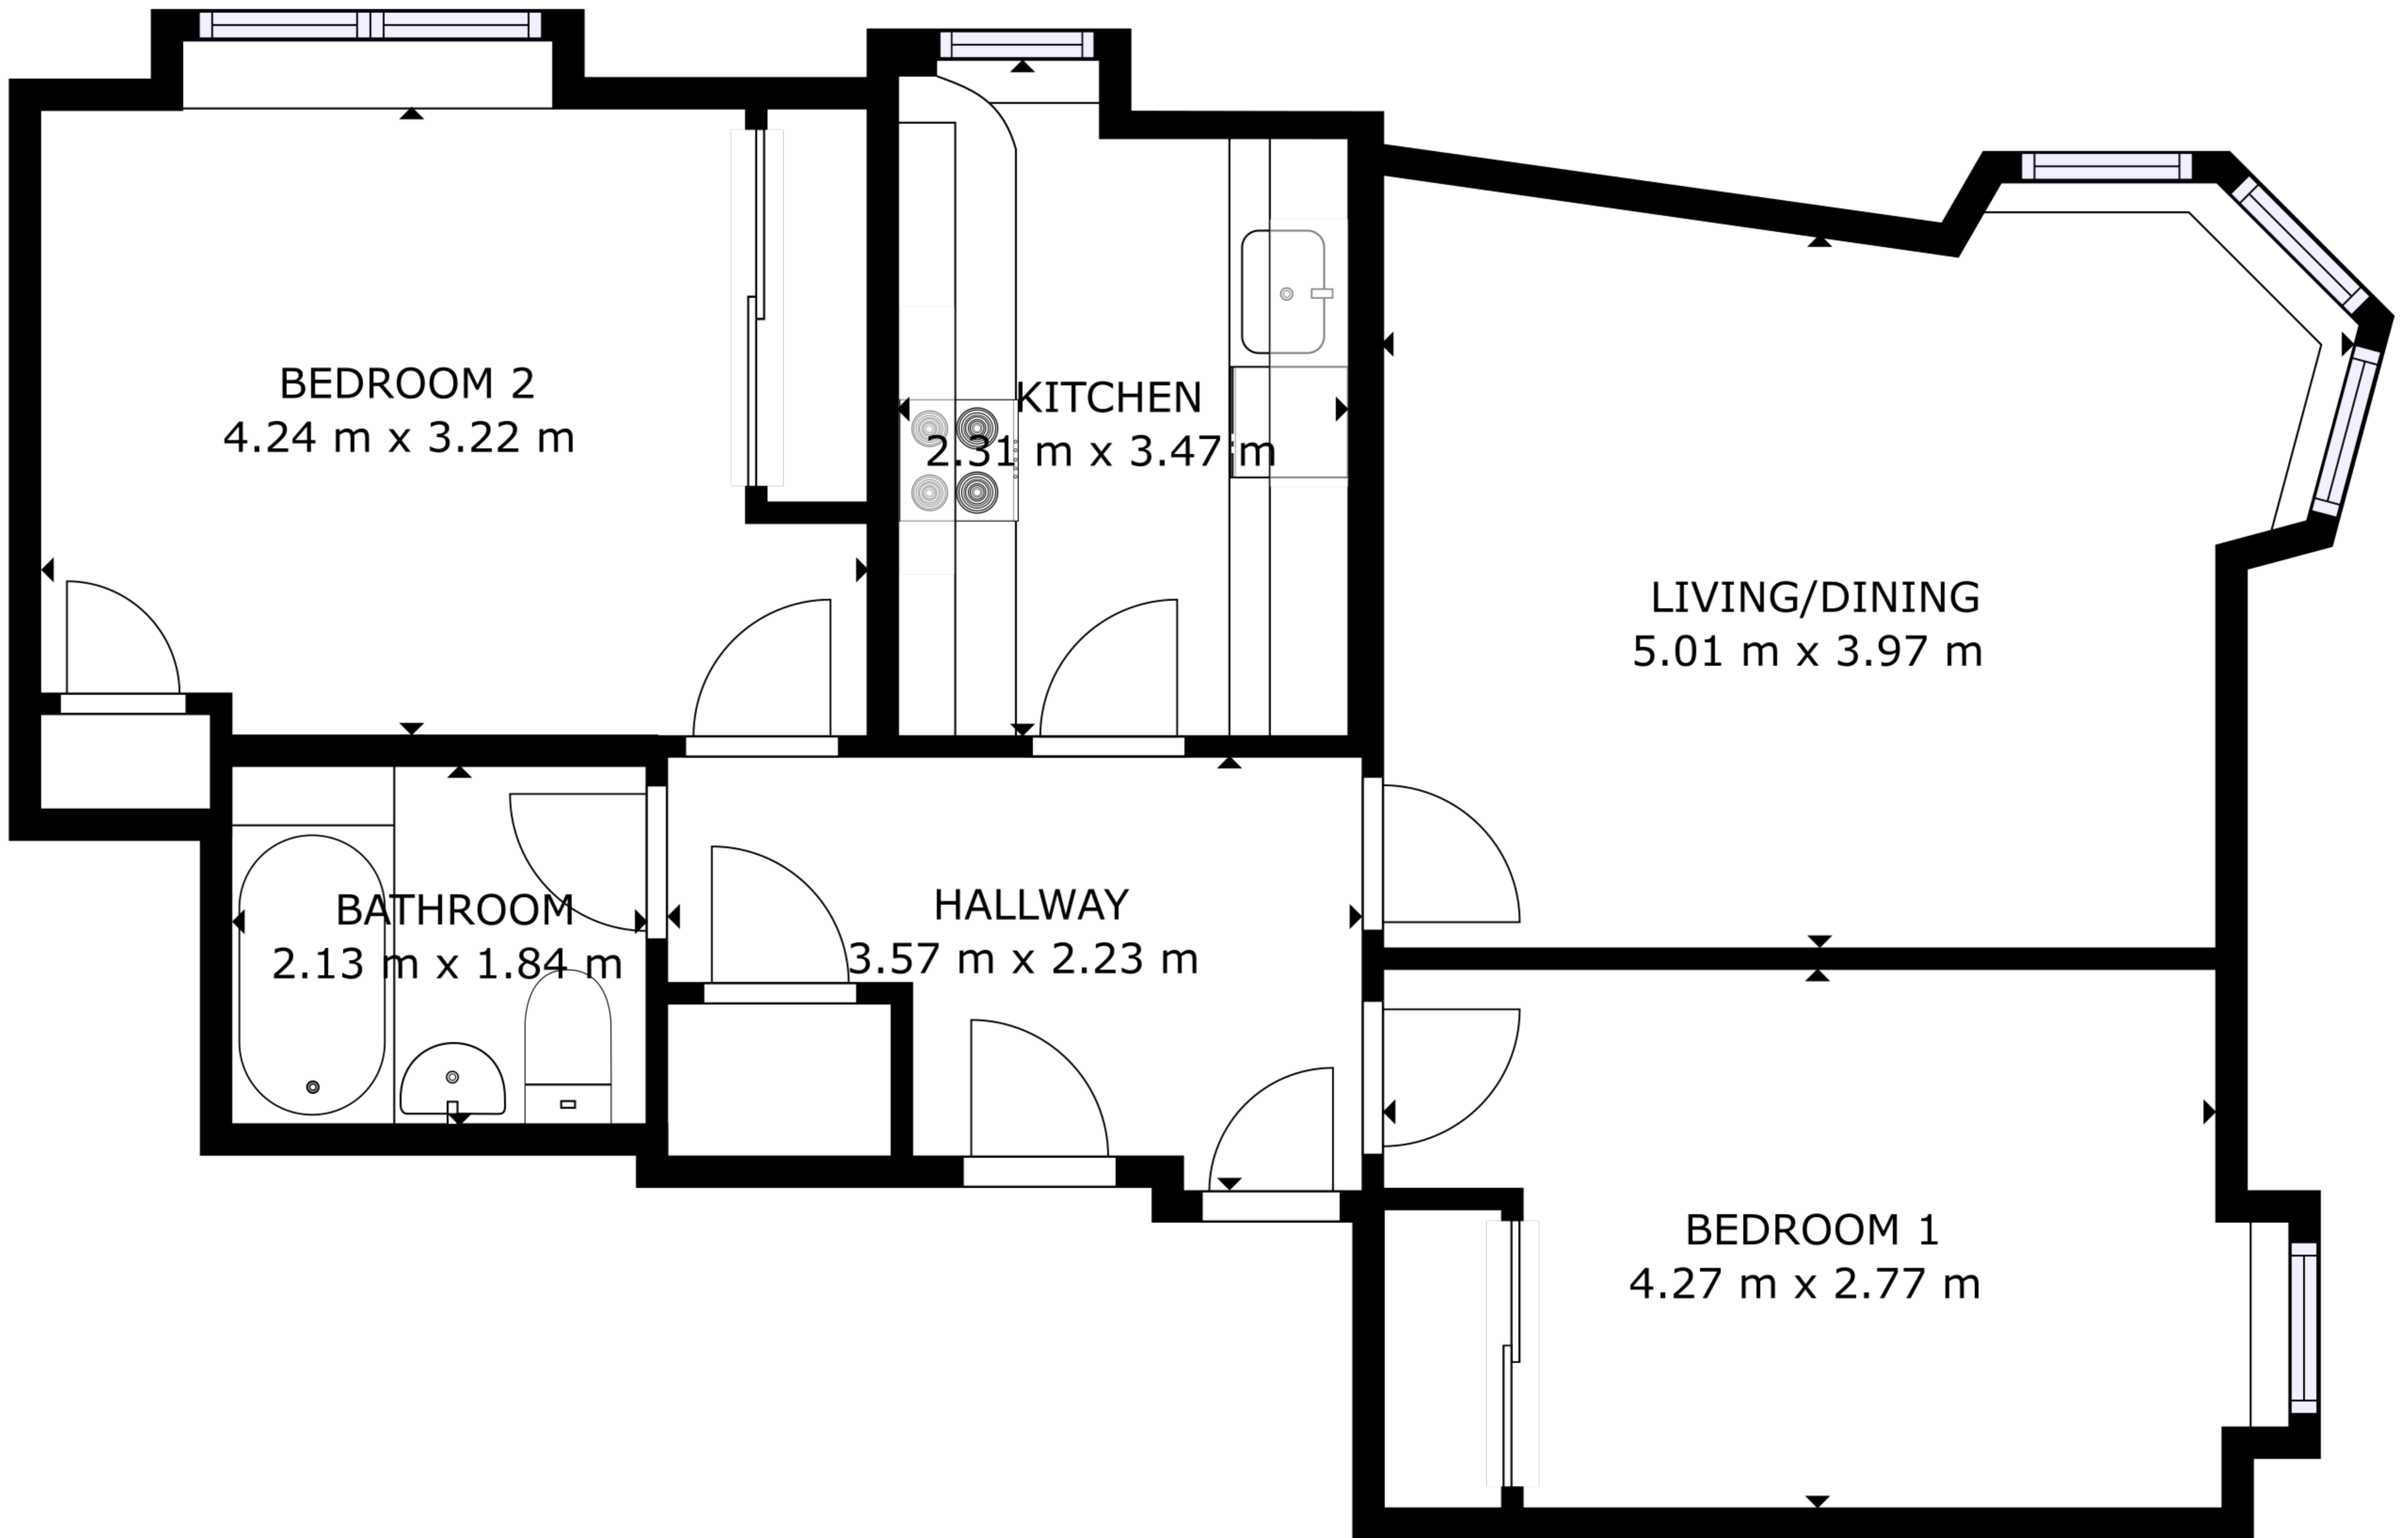 BEDROOM 2
4.24 m x 3.22 m
KITCHEN
2.31 m x 3.47 m
LIVING/DINING
5.01 m x 3.97 m
BATHROOM
2.13 m x 1.84 m
HALLWAY
3.57 m x 2.23 m
BEDROOM 1
4.27 m x 2.77 m